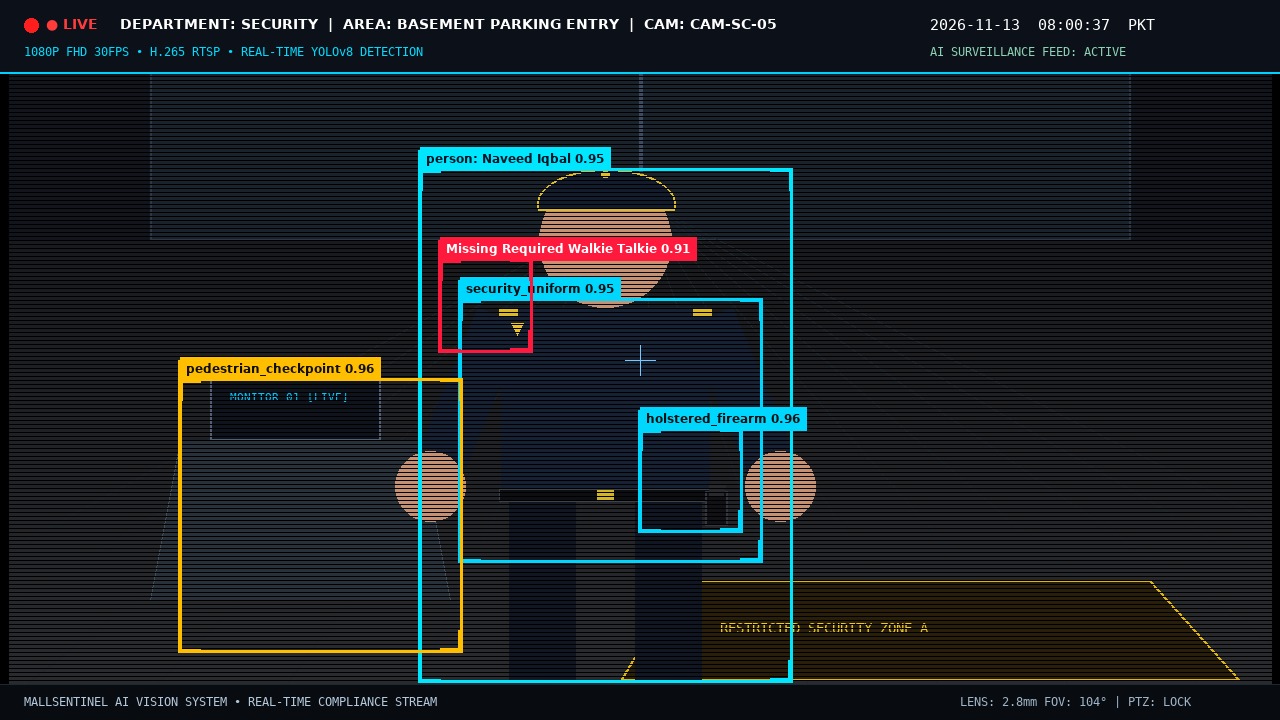 ● LIVE DEPARTMENT: SECURITY | AREA: BASEMENT PARKING ENTRY | CAM: CAM-SC-05 2026-11-13 08:00:37 PKT
1080P FHD 30FPS • H.265 RTSP • REAL-TIME YOLOv8 DETECTION AI SURVEILLANCE FEED: ACTIVE
person: Naveed Iqbal 0.95
Missing Required Walkie Talkie 0.91
security_uniform 0.95
pedestrian_checkpoint 0.96
MONITOR 01 [LIVE]
holstered_firearm 0.96
RESTRICTED SECURITY ZONE A
MALLSENTINEL AI VISION SYSTEM • REAL-TIME COMPLIANCE STREAM LENS: 2.8mm FOV: 104° | PTZ: LOCK